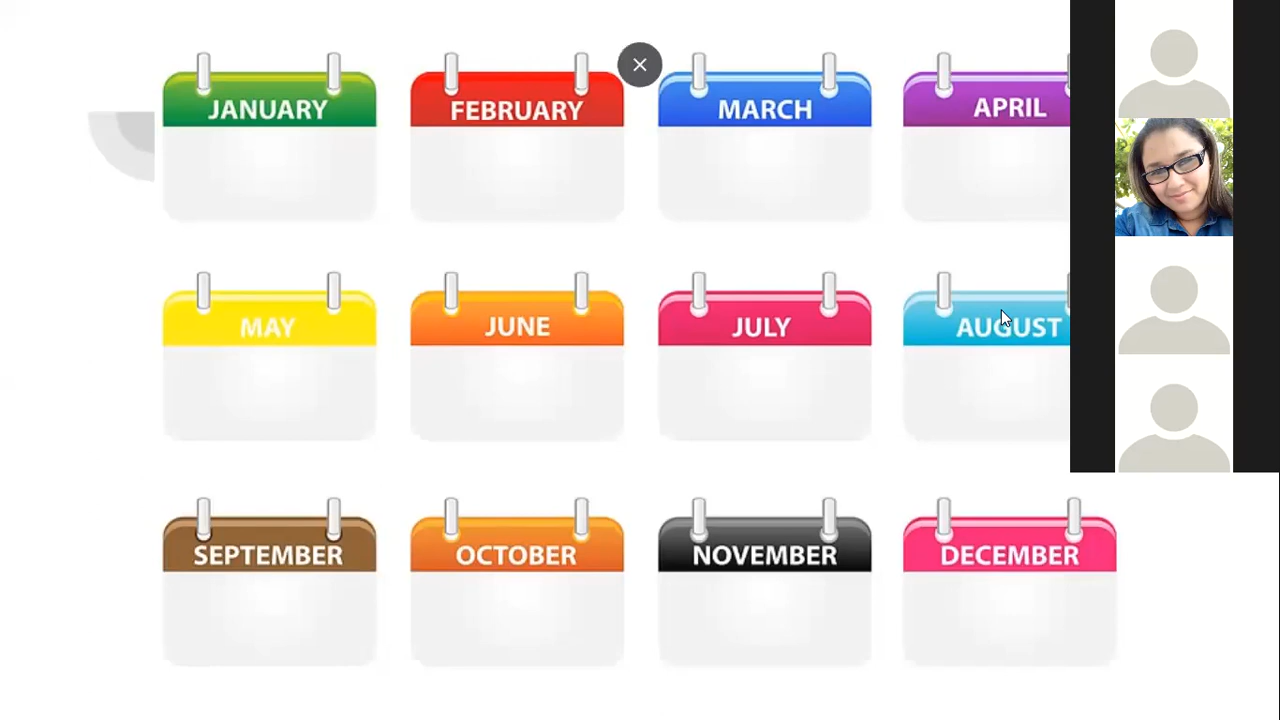 JANUARY
FEBRUARY
MARCH
APRIL
MAY
JUNE
JULY
AUGUST
SEPTEMBER
OCTOBER
NOVEMBER
DECEMBER